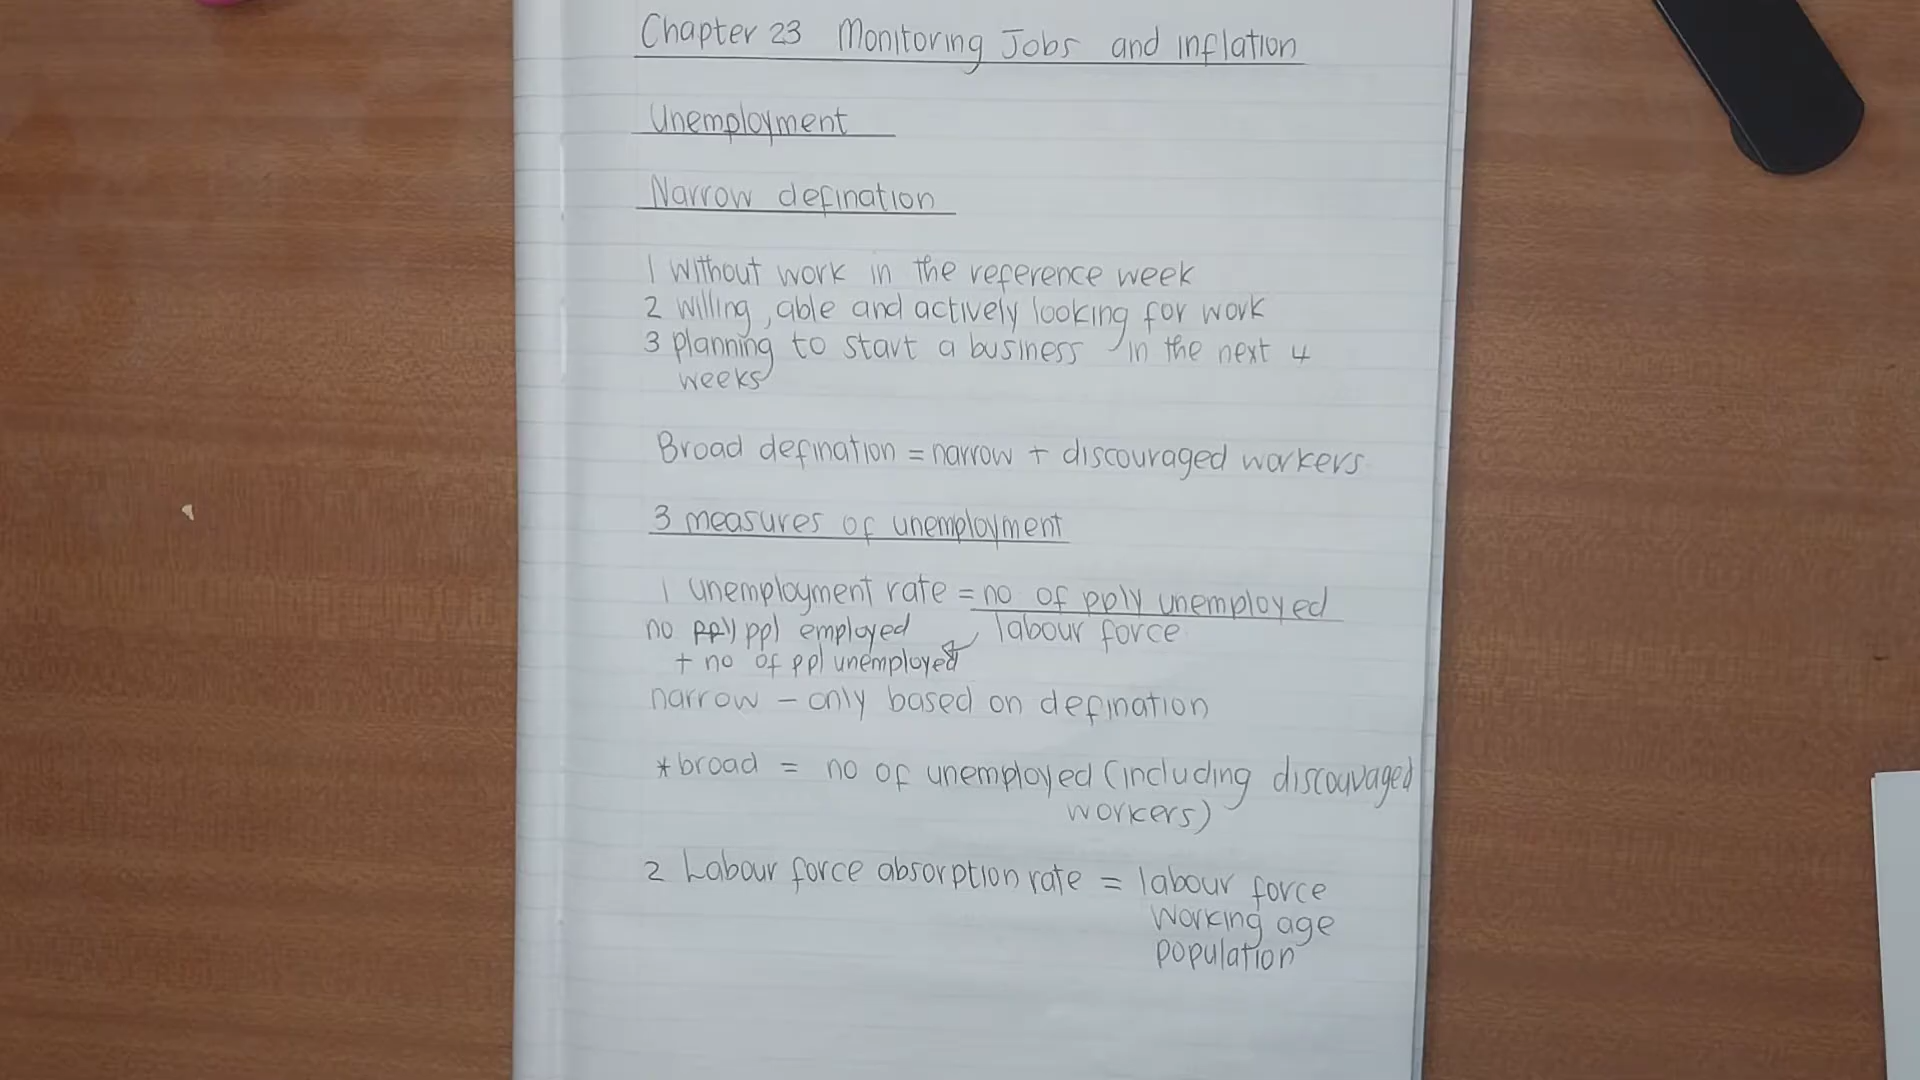 Chapter 23 Monitoring Jobs and inflation
Unemployment
Narrow defination
1 without work in the reference week
2 willing, able and actively looking for work
3 planning to start a business in the next 4
weeks
Broad defination = narrow + discouraged workers
3 measures of unemployment
1 unemployment rate = no of pply unemployed
labour force
no pply ppl employed
+ no of ppl unemployed
narrow - only based on defination
*broad = no of unemployed (including discouraged
workers)
2 Labour force absorption rate = labour force
working age
population